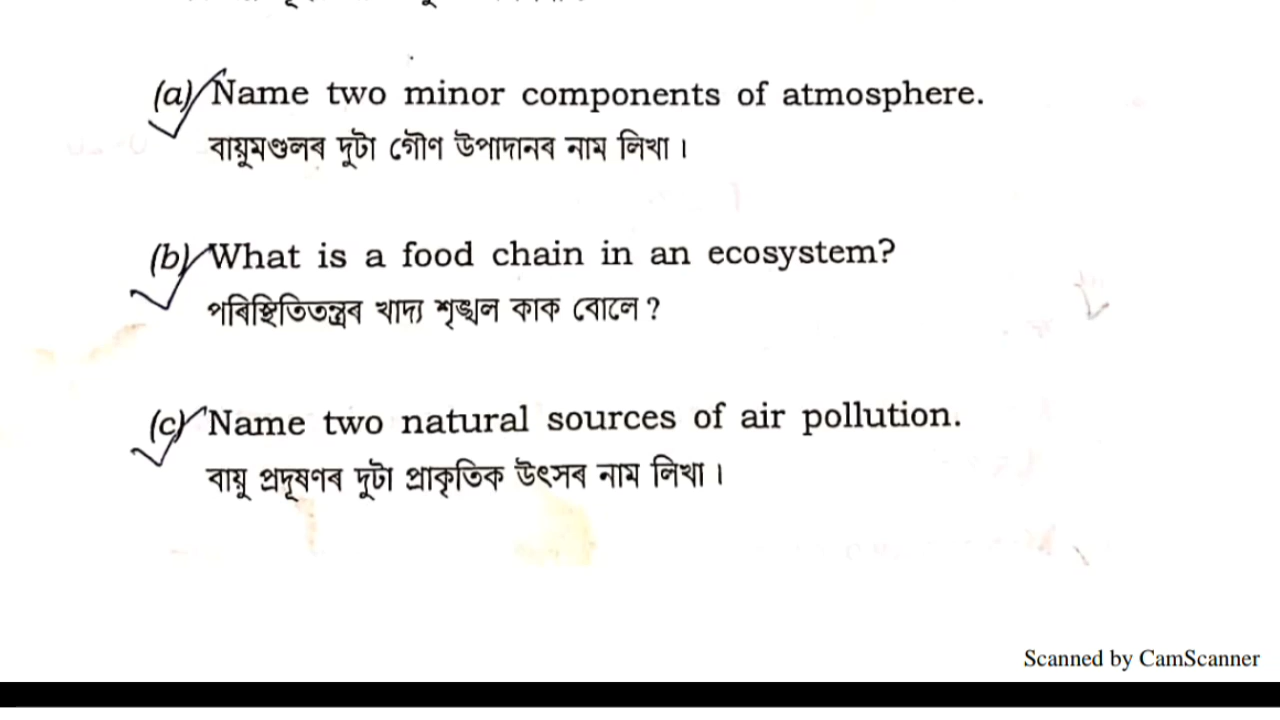 (a) Name two minor components of atmosphere.
বায়ুমণ্ডলৰ দুটা গৌণ উপাদানৰ নাম লিখা ।
(b) What is a food chain in an ecosystem?
পৰিস্থিতিতন্ত্ৰৰ খাদ্য শৃঙ্খল কাক বোলে ?
(c) Name two natural sources of air pollution.
বায়ু প্ৰদূষণৰ দুটা প্ৰাকৃতিক উৎসৰ নাম লিখা ।
Scanned by CamScanner